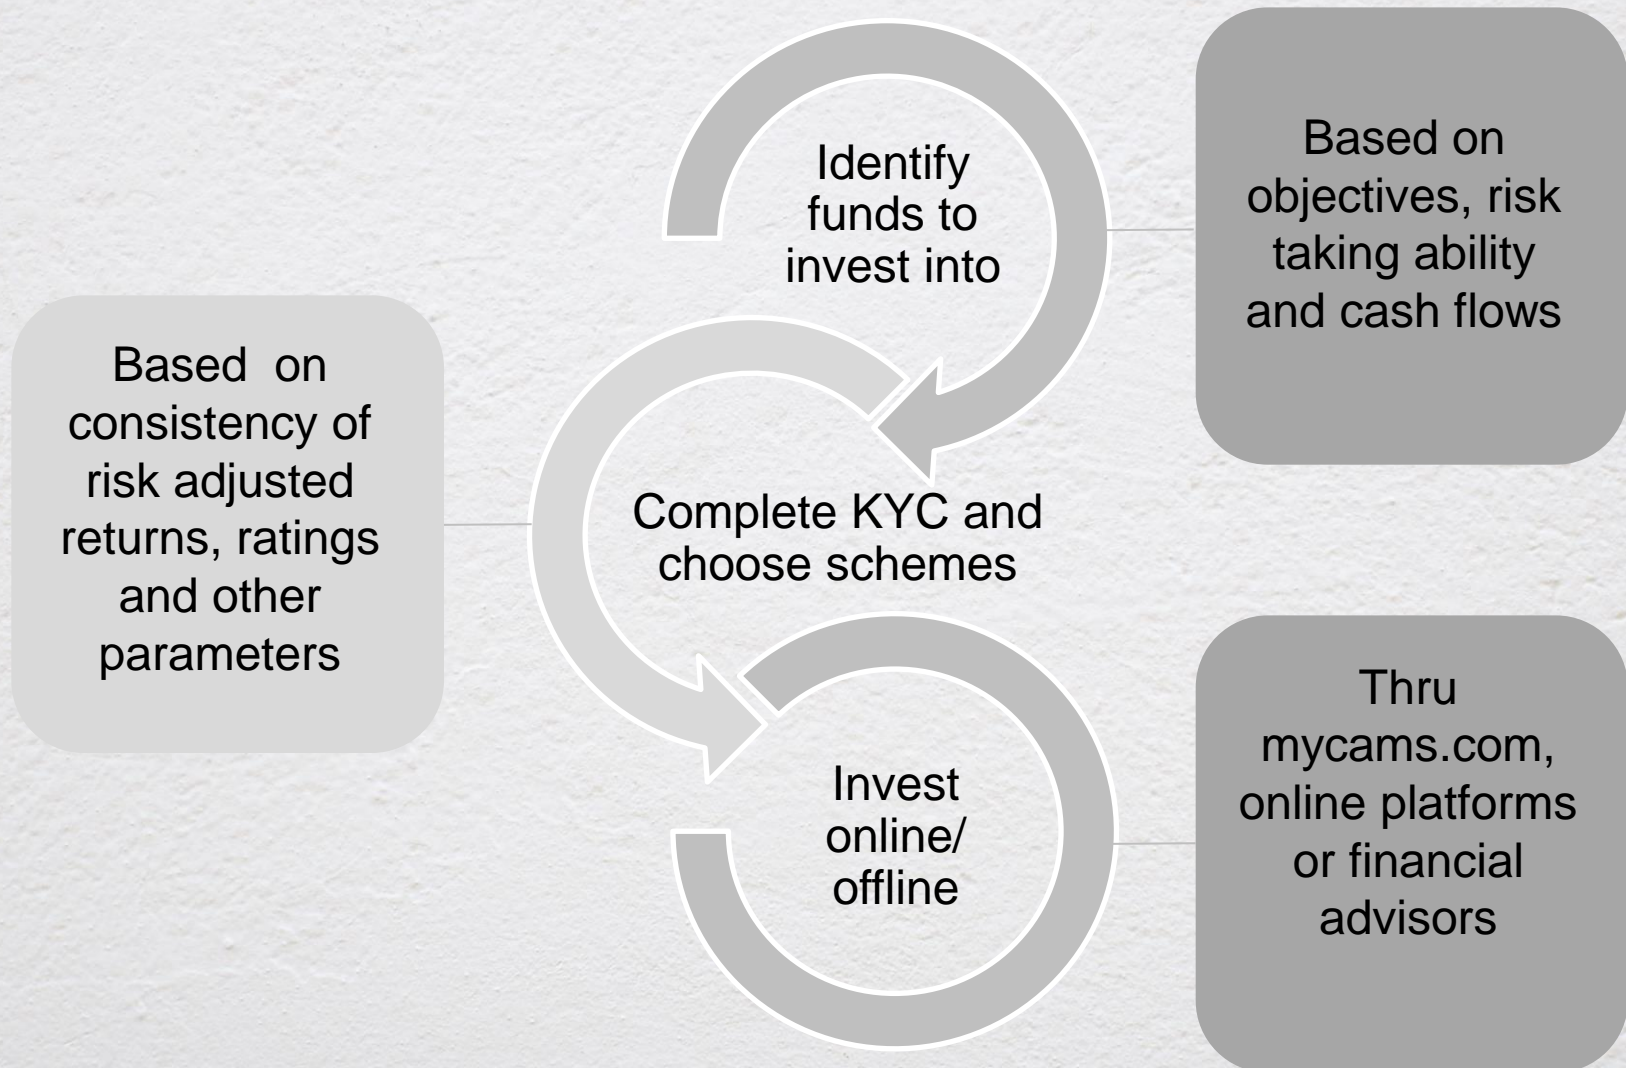 Identify
funds to
invest into
Based on
objectives, risk
taking ability
and cash flows
Complete KYC and
choose schemes
Based  on
consistency of
risk adjusted
returns, ratings
and other
parameters
Invest
online/
offline
Thru
mycams.com,
online platforms
or financial
advisors